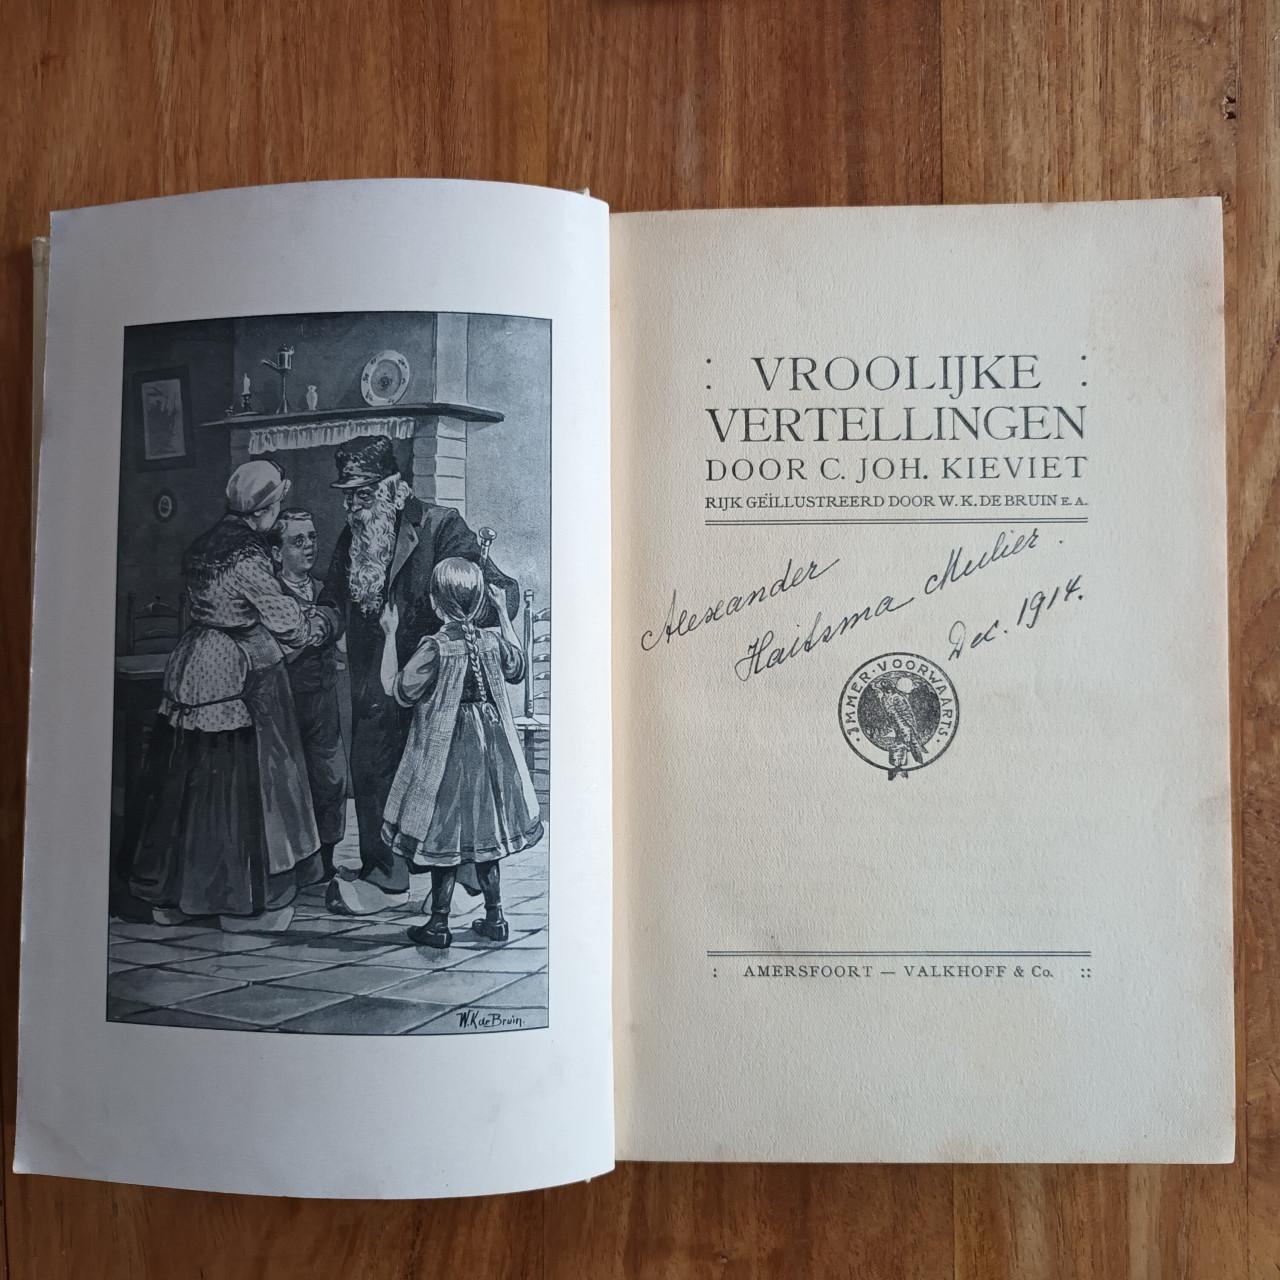 W.K de Bruin.
: VROOLIJKE :
VERTELLINGEN
DOOR C. JOH. KIEVIET
RIJK GEÏLLUSTREERD DOOR W. K. DE BRUIN E. A.
Alexander
Haitsma Mulier.
Dec. 1914.
· IMMER · VOORWAARTS ·
: AMERSFOORT — VALKHOFF & Co. ::